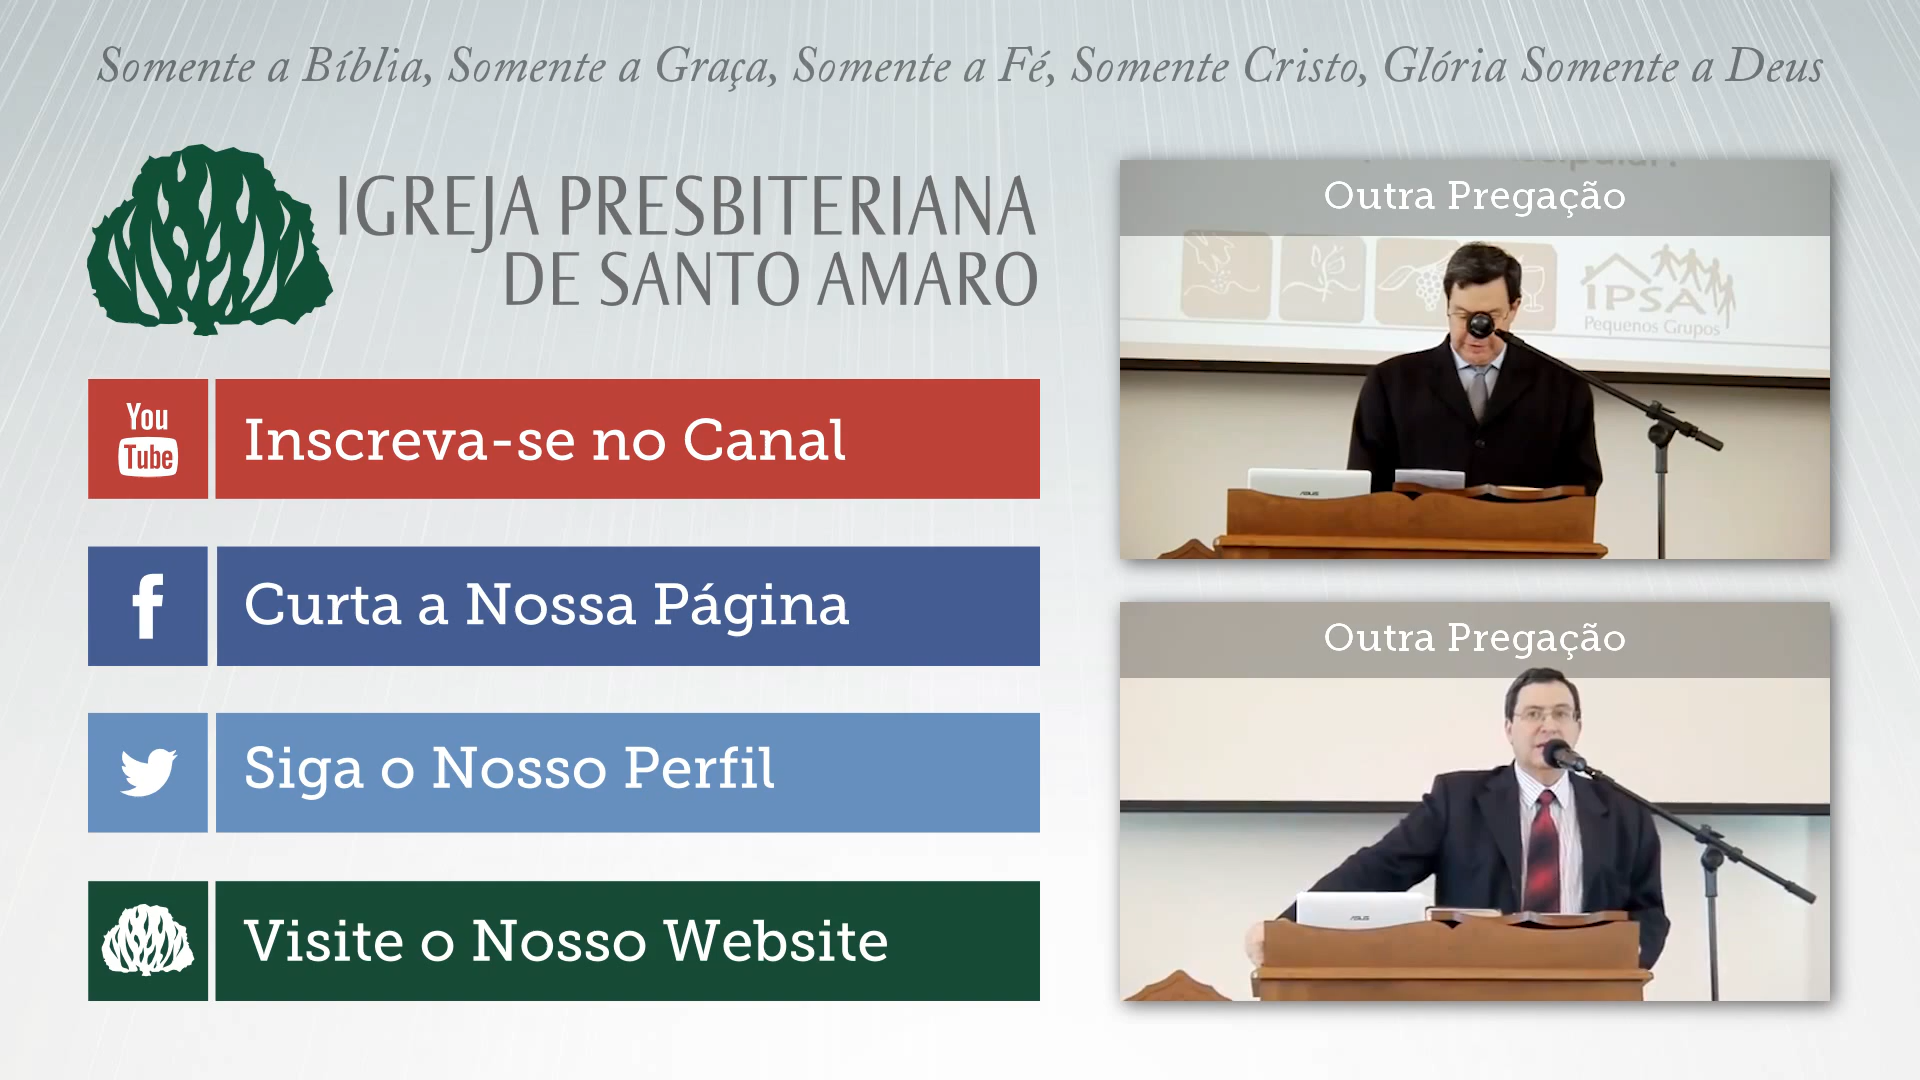 Somente a Bíblia, Somente a Graça, Somente a Fé, Somente Cristo, Glória Somente a Deus
IGREJA PRESBITERIANA
DE SANTO AMARO
You
Tube
Inscreva-se no Canal
f
Curta a Nossa Página
Siga o Nosso Perfil
Visite o Nosso Website
Outra Pregação
IPSA
Pequenos Grupos
ASUS
Outra Pregação
ASUS